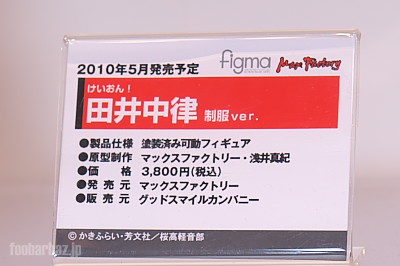 figma Max Factory
2010年5月発売予定
けいおん!
田井中律 制服ver.
●製品仕様 塗装済み可動フィギュア
●原型制作 マックスファクトリー・浅井真紀
●価 格 3,800円(税込)
●発 売 元 マックスファクトリー
●販 売 元 グッドスマイルカンパニー
©かきふらい・芳文社/桜高軽音部
foobarbaz.jp